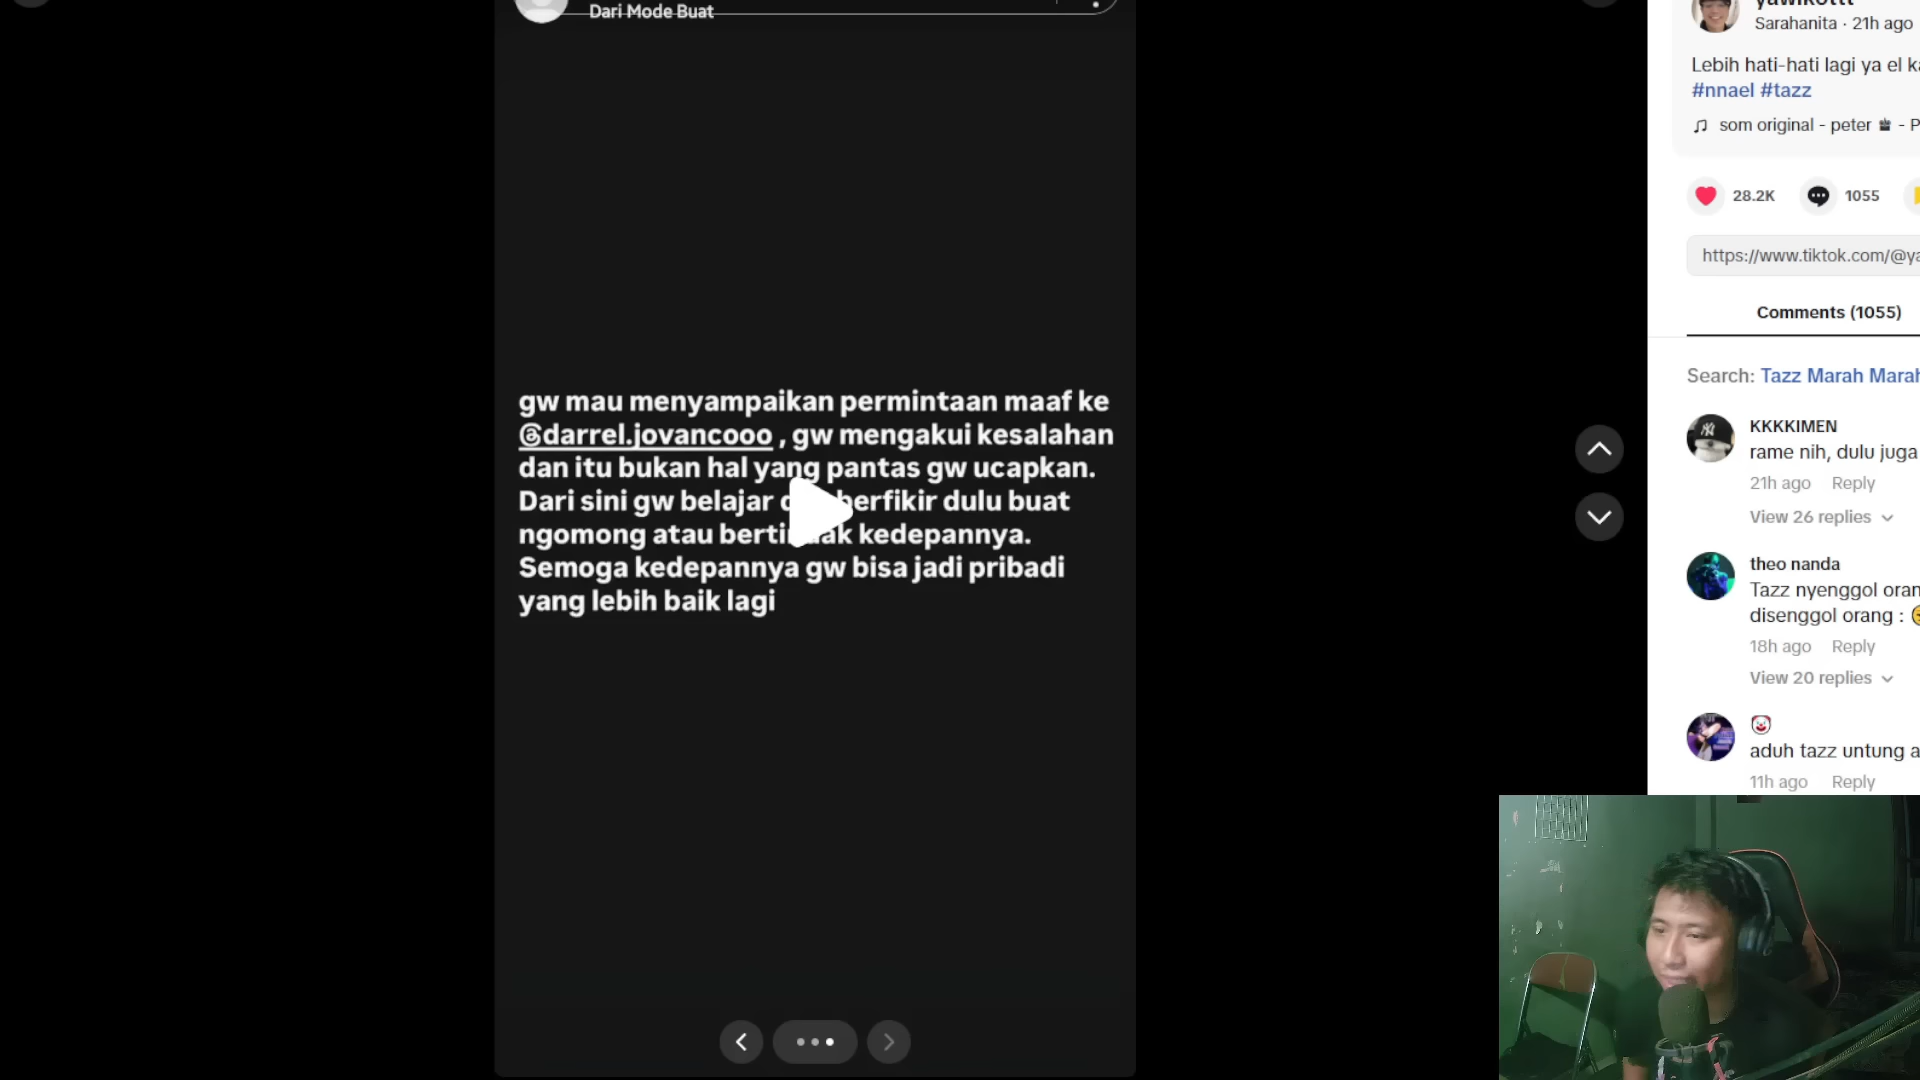 Dari Mode Buat
gw mau menyampaikan permintaan maaf ke
@darrel.jovancooo , gw mengakui kesalahan
dan itu bukan hal yang pantas gw ucapkan.
Dari sini gw belajar berfikir dulu buat
ngomong atau bertindak kedepannya.
Semoga kedepannya gw bisa jadi pribadi
yang lebih baik lagi
yawikottt
Sarahanita · 21h ago
Lebih hati-hati lagi ya el
#nnael #tazz
som original - peter - P
28.2K
1055
https://www.tiktok.com/@ya
Comments (1055)
Search: Tazz Marah Marah
KKKKIMEN
rame nih, dulu juga
21h ago Reply
View 26 replies
theo nanda
Tazz nyenggol oran
disenggol orang :
18h ago Reply
View 20 replies
🤡
aduh tazz untung a
11h ago Reply